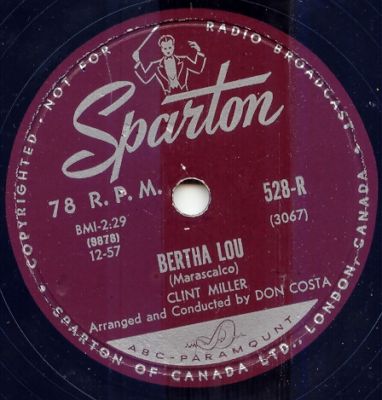 COPYRIGHTED - NOT FOR RADIO BROADCAST
Sparton
78 R. P. M. 528-R
BMI-2:29 (3067)
(9878)
12-57
BERTHA LOU
(Marascalco)
CLINT MILLER
Arranged and Conducted by DON COSTA
ABC-PARAMOUNT
• SPARTON OF CANADA LTD., LONDON, CANADA •